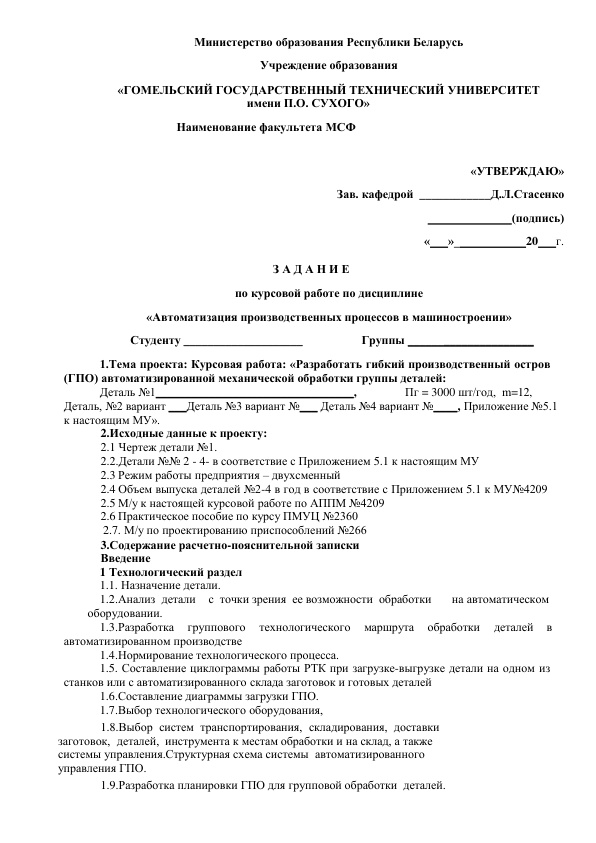 Министерство образования Республики Беларусь
Учреждение образования
«ГОМЕЛЬСКИЙ ГОСУДАРСТВЕННЫЙ ТЕХНИЧЕСКИЙ УНИВЕРСИТЕТ
имени П.О. СУХОГО»
Наименование факультета МСФ
«УТВЕРЖДАЮ»
Зав. кафедрой ____________Д.Л.Стасенко
______________(подпись)
«___»____________20___г.
З А Д А Н И Е
по курсовой работе по дисциплине
«Автоматизация производственных процессов в машиностроении»
Студенту ____________________ Группы _____________________
1.Тема проекта: Курсовая работа: «Разработать гибкий производственный остров
(ГПО) автоматизированной механической обработки группы деталей:
Деталь №1_________________________________, Пг = 3000 шт/год, m=12,
Деталь, №2 вариант ___Деталь №3 вариант №___ Деталь №4 вариант №____, Приложение №5.1
к настоящим МУ».
2.Исходные данные к проекту:
2.1 Чертеж детали №1.
2.2.Детали №№ 2 - 4- в соответствие с Приложением 5.1 к настоящим МУ
2.3 Режим работы предприятия – двухсменный
2.4 Объем выпуска деталей №2-4 в год в соответствие с Приложением 5.1 к МУ№4209
2.5 М/у к настоящей курсовой работе по АППМ №4209
2.6 Практическое пособие по курсу ПМУЦ №2360
2.7. М/у по проектированию приспособлений №266
3.Содержание расчетно-пояснительной записки
Введение
1 Технологический раздел
1.1. Назначение детали.
1.2.Анализ детали с точки зрения ее возможности обработки на автоматическом
оборудовании.
1.3.Разработка группового технологического маршрута обработки деталей в
автоматизированном производстве
1.4.Нормирование технологического процесса.
1.5. Составление циклограммы работы РТК при загрузке-выгрузке детали на одном из
станков или с автоматизированного склада заготовок и готовых деталей
1.6.Составление диаграммы загрузки ГПО.
1.7.Выбор технологического оборудования,
1.8.Выбор систем транспортирования, складирования, доставки
заготовок, деталей, инструмента к местам обработки и на склад, а также
системы управления.Структурная схема системы автоматизированного
управления ГПО.
1.9.Разработка планировки ГПО для групповой обработки деталей.